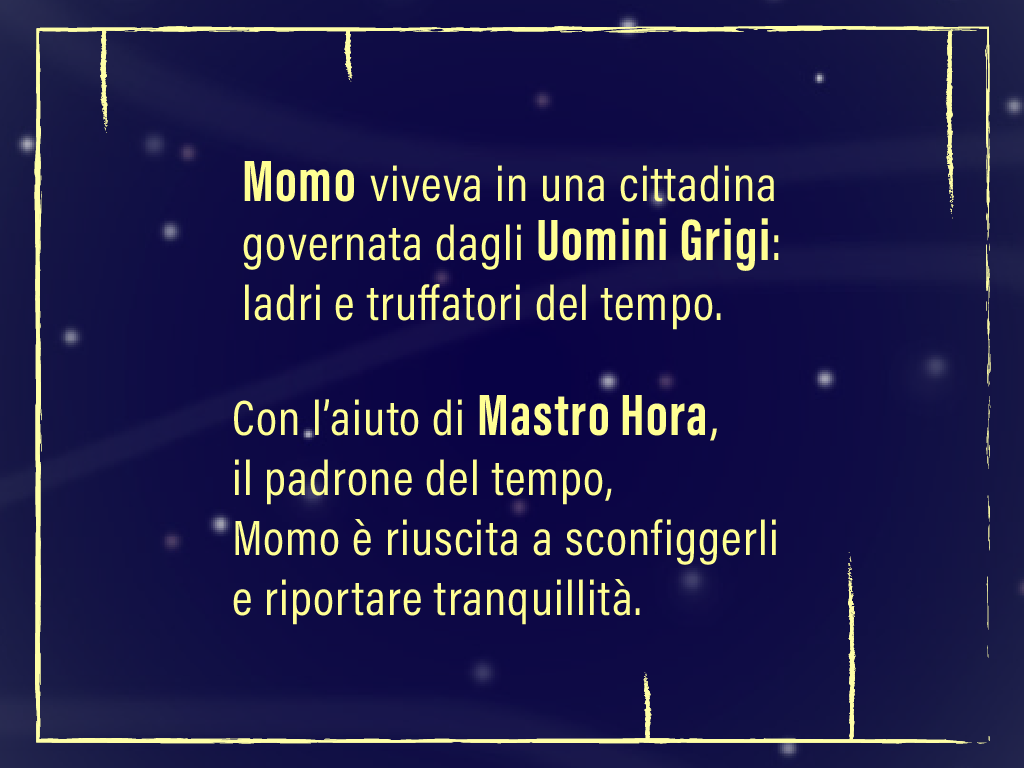 Momo viveva in una cittadina
governata dagli Uomini Grigi:
ladri e truffatori del tempo.
Con l’aiuto di Mastro Hora,
il padrone del tempo,
Momo è riuscita a sconfiggerli
e riportare tranquillità.